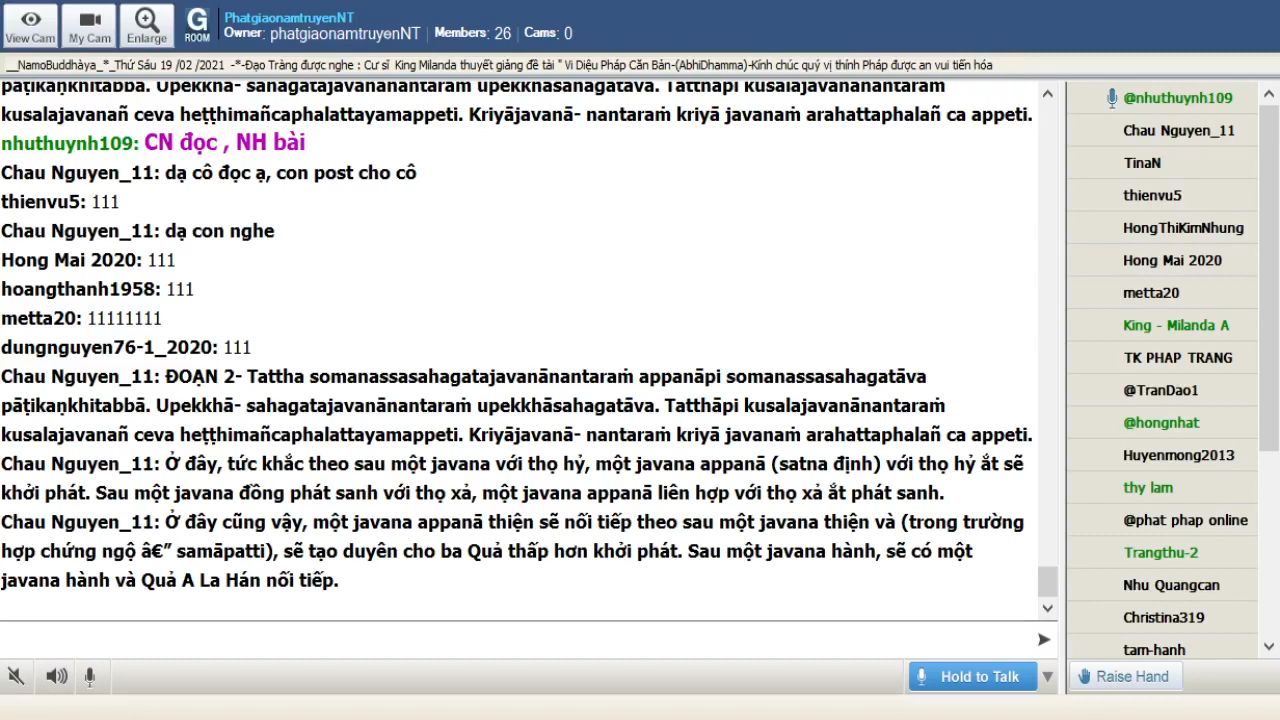 View Cam
My Cam
Enlarge
G
ROOM
PhatgiaonamtruyenNT
Owner: phatgiaonamtruyenNT | Members: 26 | Cams: 0
__NamoBuddhàya_*_Thứ Sáu 19 /02 /2021 -*-Đạo Tràng được nghe : Cư sĩ King Milanda thuyết giảng đề tài " Vi Diệu Pháp Căn Bản-(AbhiDhamma)-Kính chúc quý vị thính Pháp được an vui tiến hóa
pāṭikaṇkhitabbā. Upekkhā- sahagatajavanānantaraṁ upekkhāsahagatāva. Tatthāpi kusalajavanānantaraṁ
kusalajavanañ ceva heṭṭhimañcaphalattayamappeti. Kriyājavanā- nantaraṁ kriyā javanaṁ arahattaphalañ ca appeti.
nhuthuynh109: CN đọc , NH bài
Chau Nguyen_11: dạ cô đọc ạ, con post cho cô
thienvu5: 111
Chau Nguyen_11: dạ con nghe
Hong Mai 2020: 111
hoangthanh1958: 111
metta20: 11111111
dungnguyen76-1_2020: 111
Chau Nguyen_11: ĐOẠN 2- Tattha somanassasahagatajavanānantaraṁ appanāpi somanassasahagatāva
pāṭikaṇkhitabbā. Upekkhā- sahagatajavanānantaraṁ upekkhāsahagatāva. Tatthāpi kusalajavanānantaraṁ
kusalajavanañ ceva heṭṭhimañcaphalattayamappeti. Kriyājavanā- nantaraṁ kriyā javanaṁ arahattaphalañ ca appeti.
Chau Nguyen_11: Ở đây, tức khắc theo sau một javana với thọ hỷ, một javana appanā (satna định) với thọ hỷ ắt sẽ
khởi phát. Sau một javana đồng phát sanh với thọ xả, một javana appanā liên hợp với thọ xả ắt phát sanh.
Chau Nguyen_11: Ở đây cũng vậy, một javana appanā thiện sẽ nối tiếp theo sau một javana thiện và (trong trường
hợp chứng ngộ â€” samāpatti), sẽ tạo duyên cho ba Quả thấp hơn khởi phát. Sau một javana hành, sẽ có một
javana hành và Quả A La Hán nối tiếp.
@nhuthuynh109
Chau Nguyen_11
TinaN
thienvu5
HongThiKimNhung
Hong Mai 2020
metta20
King - Milanda A
TK PHAP TRANG
@TranDao1
@hongnhat
Huyenmong2013
thy lam
@phat phap online
Trangthu-2
Nhu Quangcan
Christina319
tam-hanh
Hold to Talk
Raise Hand